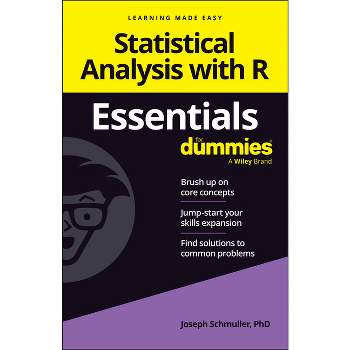 LEARNING MADE EASY
Statistical
Analysis with R
Essentials
for
dummies®
A Wiley Brand
Brush up on
core concepts
Jump-start your
skills expansion
Find solutions to
common problems
Joseph Schmuller, PhD